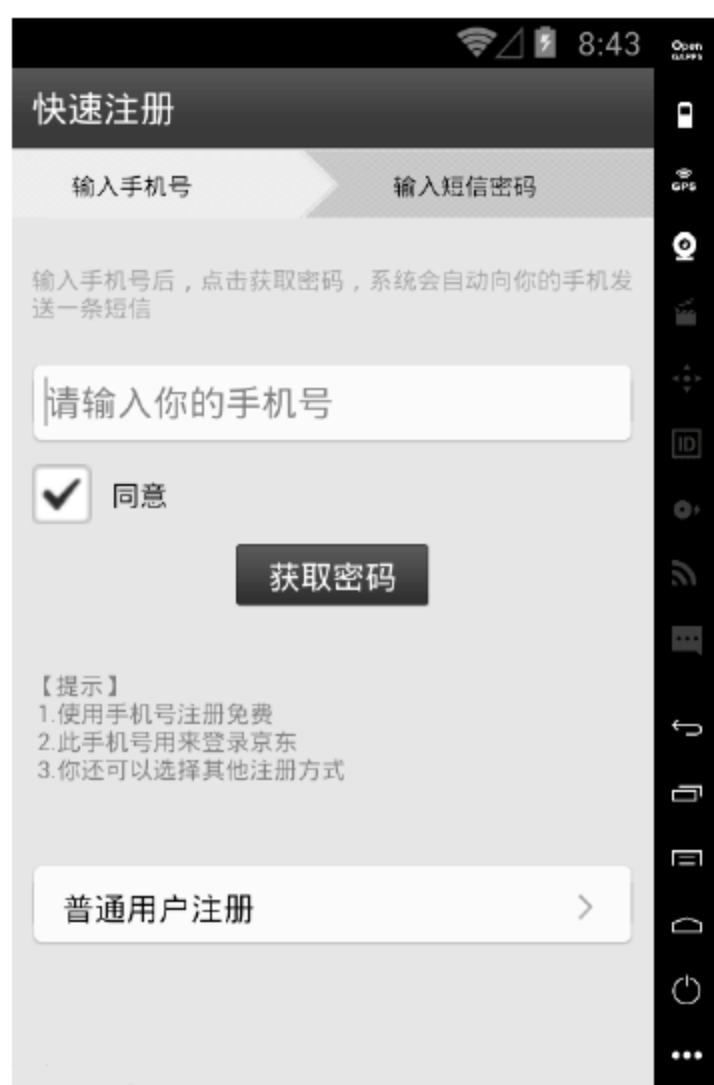 8:43
Open
GAPPS
快速注册
输入手机号
输入短信密码
GPS
输入手机号后，点击获取密码，系统会自动向你的手机发
送一条短信
请输入你的手机号
ID
同意
获取密码
【提示】
1.使用手机号注册免费
2.此手机号用来登录京东
3.你还可以选择其他注册方式
普通用户注册